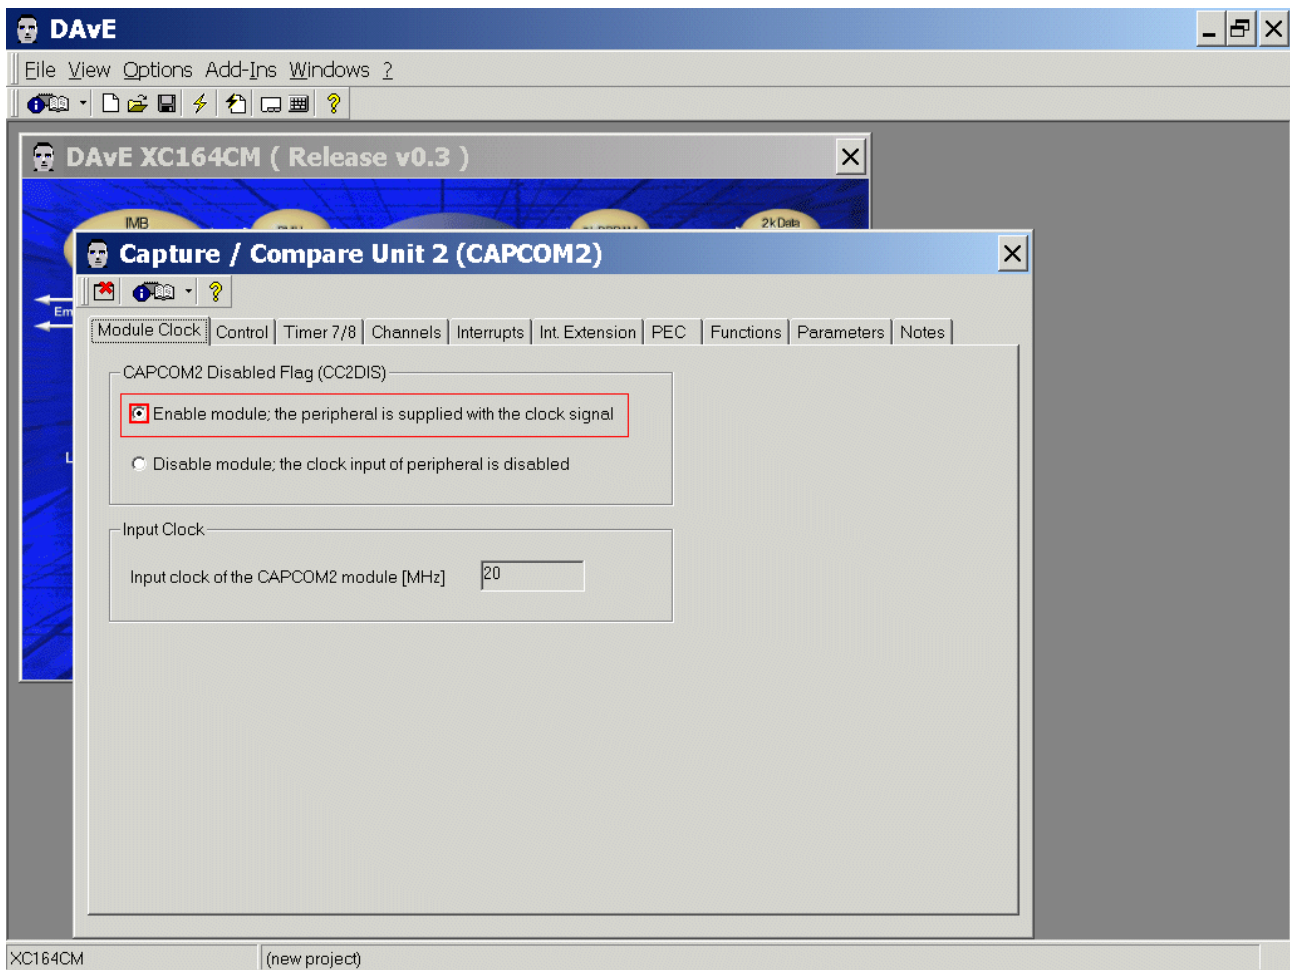 DAvE
File View Options Add-Ins Windows ?
DAvE XC164CM ( Release v0.3 )
IMB
2kData
Capture / Compare Unit 2 (CAPCOM2)
Em
Module Clock Control Timer 7/8 Channels Interrupts Int. Extension PEC Functions Parameters Notes
CAPCOM2 Disabled Flag (CC2DIS)
Enable module; the peripheral is supplied with the clock signal
L
Disable module; the clock input of peripheral is disabled
Input Clock
Input clock of the CAPCOM2 module [MHz] 20
XC164CM (new project)